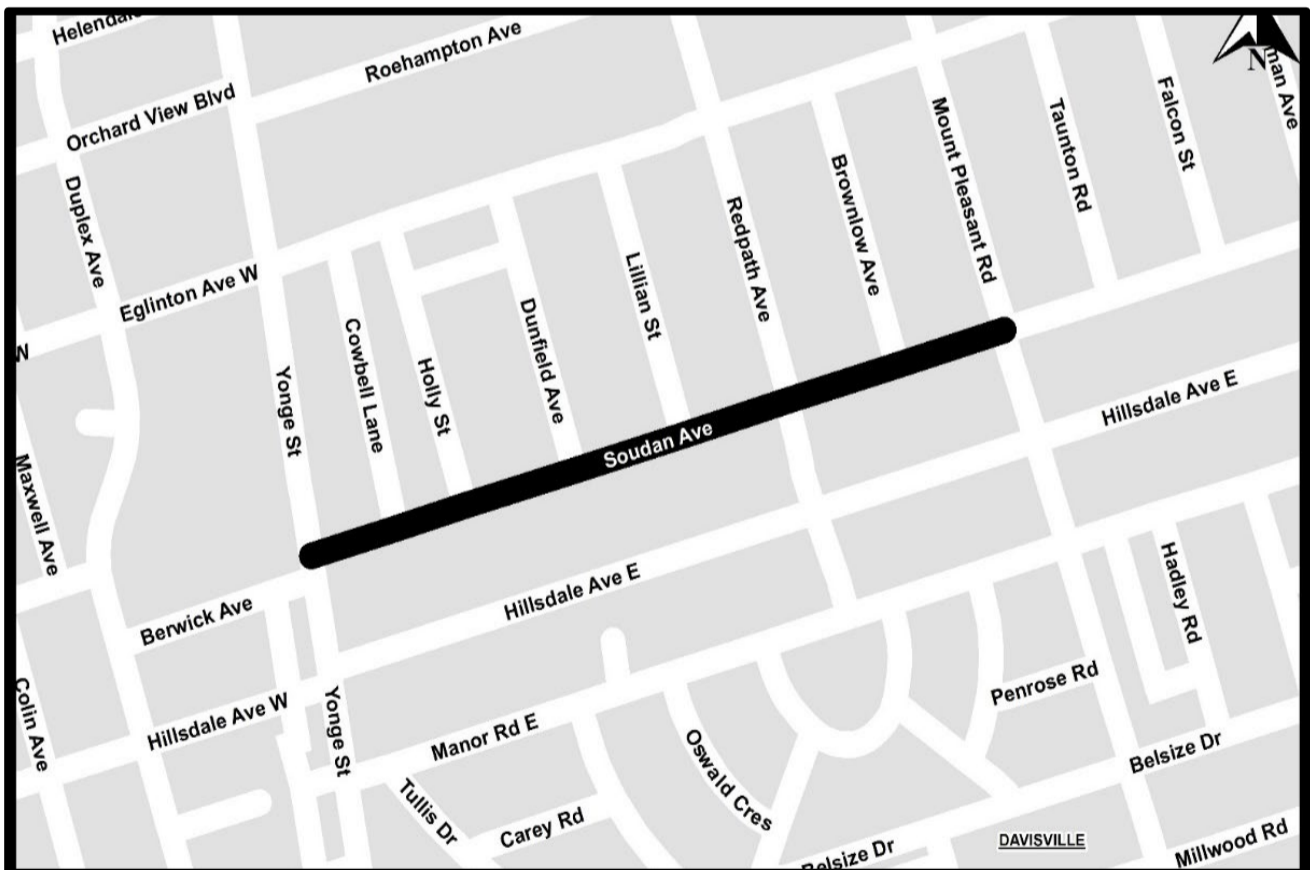 Helendal
Roehampton Ave
Orchard View Blvd
N
man Ave
Duplex Ave
Mount Pleasant Rd
Taunton Rd
Falcon St
Brownlow Ave
Redpath Ave
Eglinton Ave W
Lillian St
W
Cowbell Lane
Dunfield Ave
Holly St
Yonge St
Soudan Ave
Hillsdale Ave E
Maxwell Ave
Berwick Ave
Hillsdale Ave E
Hadley Rd
Colin Ave
Hillsdale Ave W
Yonge St
Manor Rd E
Penrose Rd
Oswald Cres
Belsize Dr
Tullis Dr
Carey Rd
Belsize Dr
DAVISVILLE
Millwood Rd